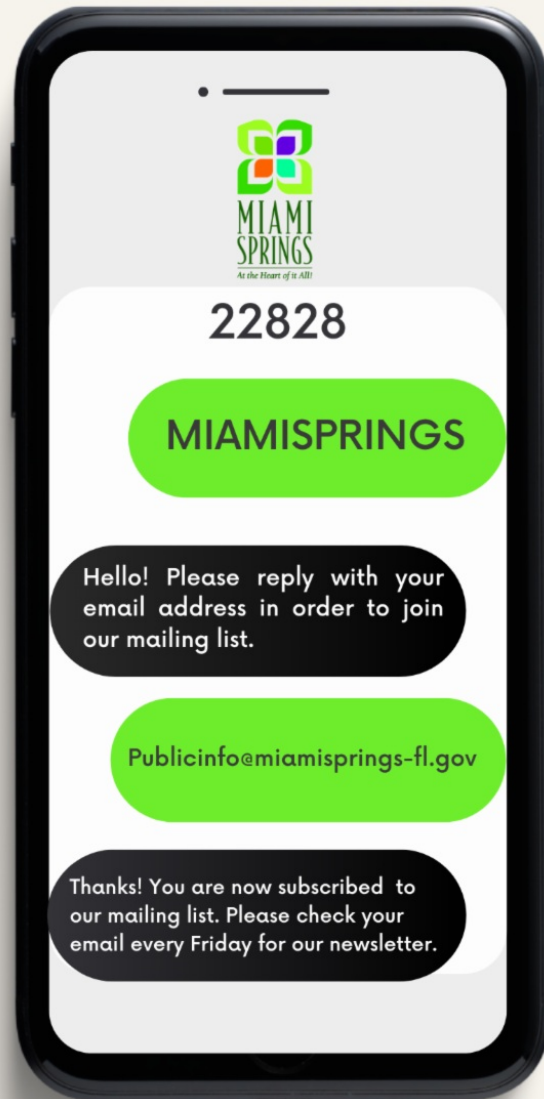 MIAMI
SPRINGS
At the Heart of it All!
22828
MIAMISPRINGS
Hello! Please reply with your
email address in order to join
our mailing list.
Publicinfo@miamisprings-fl.gov
Thanks! You are now subscribed to
our mailing list. Please check your
email every Friday for our newsletter.